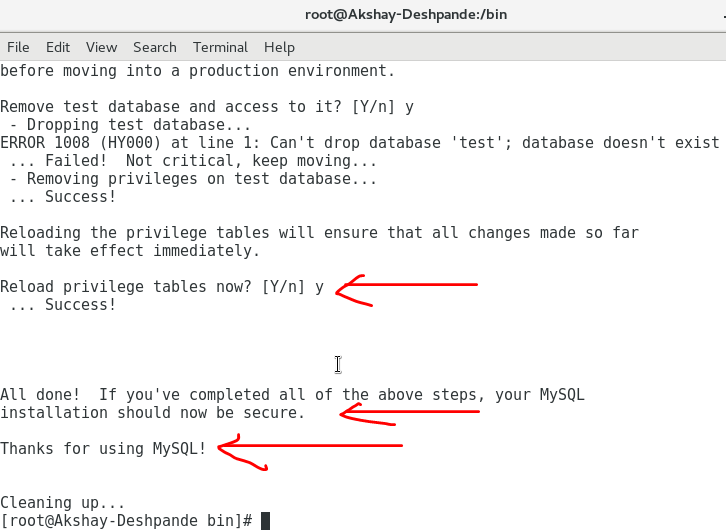 root@Akshay-Deshpande:/bin
File Edit View Search Terminal Help
before moving into a production environment.
Remove test database and access to it? [Y/n] y
 - Dropping test database...
ERROR 1008 (HY000) at line 1: Can't drop database 'test'; database doesn't exist
 ... Failed!  Not critical, keep moving...
 - Removing privileges on test database...
 ... Success!
Reloading the privilege tables will ensure that all changes made so far
will take effect immediately.
Reload privilege tables now? [Y/n] y
 ... Success!
All done!  If you've completed all of the above steps, your MySQL
installation should now be secure.
Thanks for using MySQL!
Cleaning up...
[root@Akshay-Deshpande bin]#